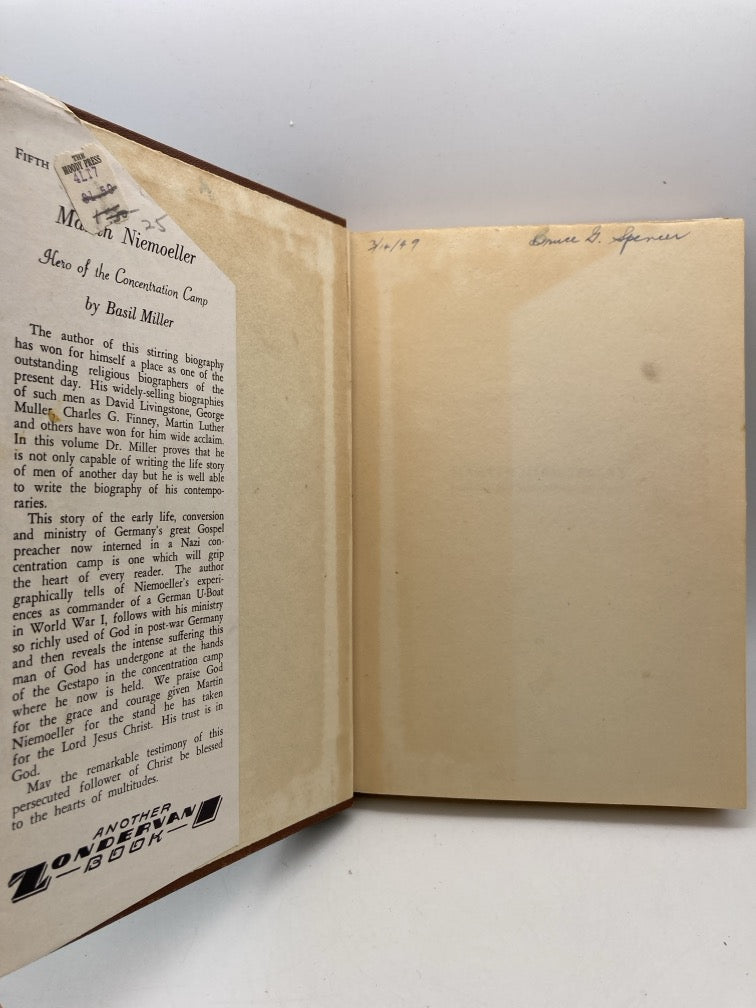 FIFTH
THE
MOODY PRESS
4L17
25
Martin Niemoeller
Hero of the Concentration Camp
by Basil Miller
The author of this stirring biography
has won for himself a place as one of the
outstanding religious biographers of the
present day. His widely-selling biographies
of such men as David Livingstone, George
Muller, Charles G. Finney, Martin Luther
and others have won for him wide acclaim.
In this volume Dr. Miller proves that he
is not only capable of writing the life story
of men of another day but he is well able
to write the biography of his contempo-
raries.
This story of the early life, conversion
and ministry of Germany's great Gospel
preacher now interned in a Nazi con-
centration camp is one which will grip
the heart of every reader. The author
graphically tells of Niemoeller's experi-
ences as commander of a German U-Boat
in World War I, follows with his ministry
so richly used of God in post-war Germany
and then reveals the intense suffering this
man of God has undergone at the hands
of the Gestapo in the concentration camp
where he now is held. We praise God
for the grace and courage given Martin
Niemoeller for the stand he has taken
for the Lord Jesus Christ. His trust is in
God.
May the remarkable testimony of this
persecuted follower of Christ be blessed
to the hearts of multitudes.
ANOTHER
ZONDERVAN
BOOK
Bruce G. Spencer